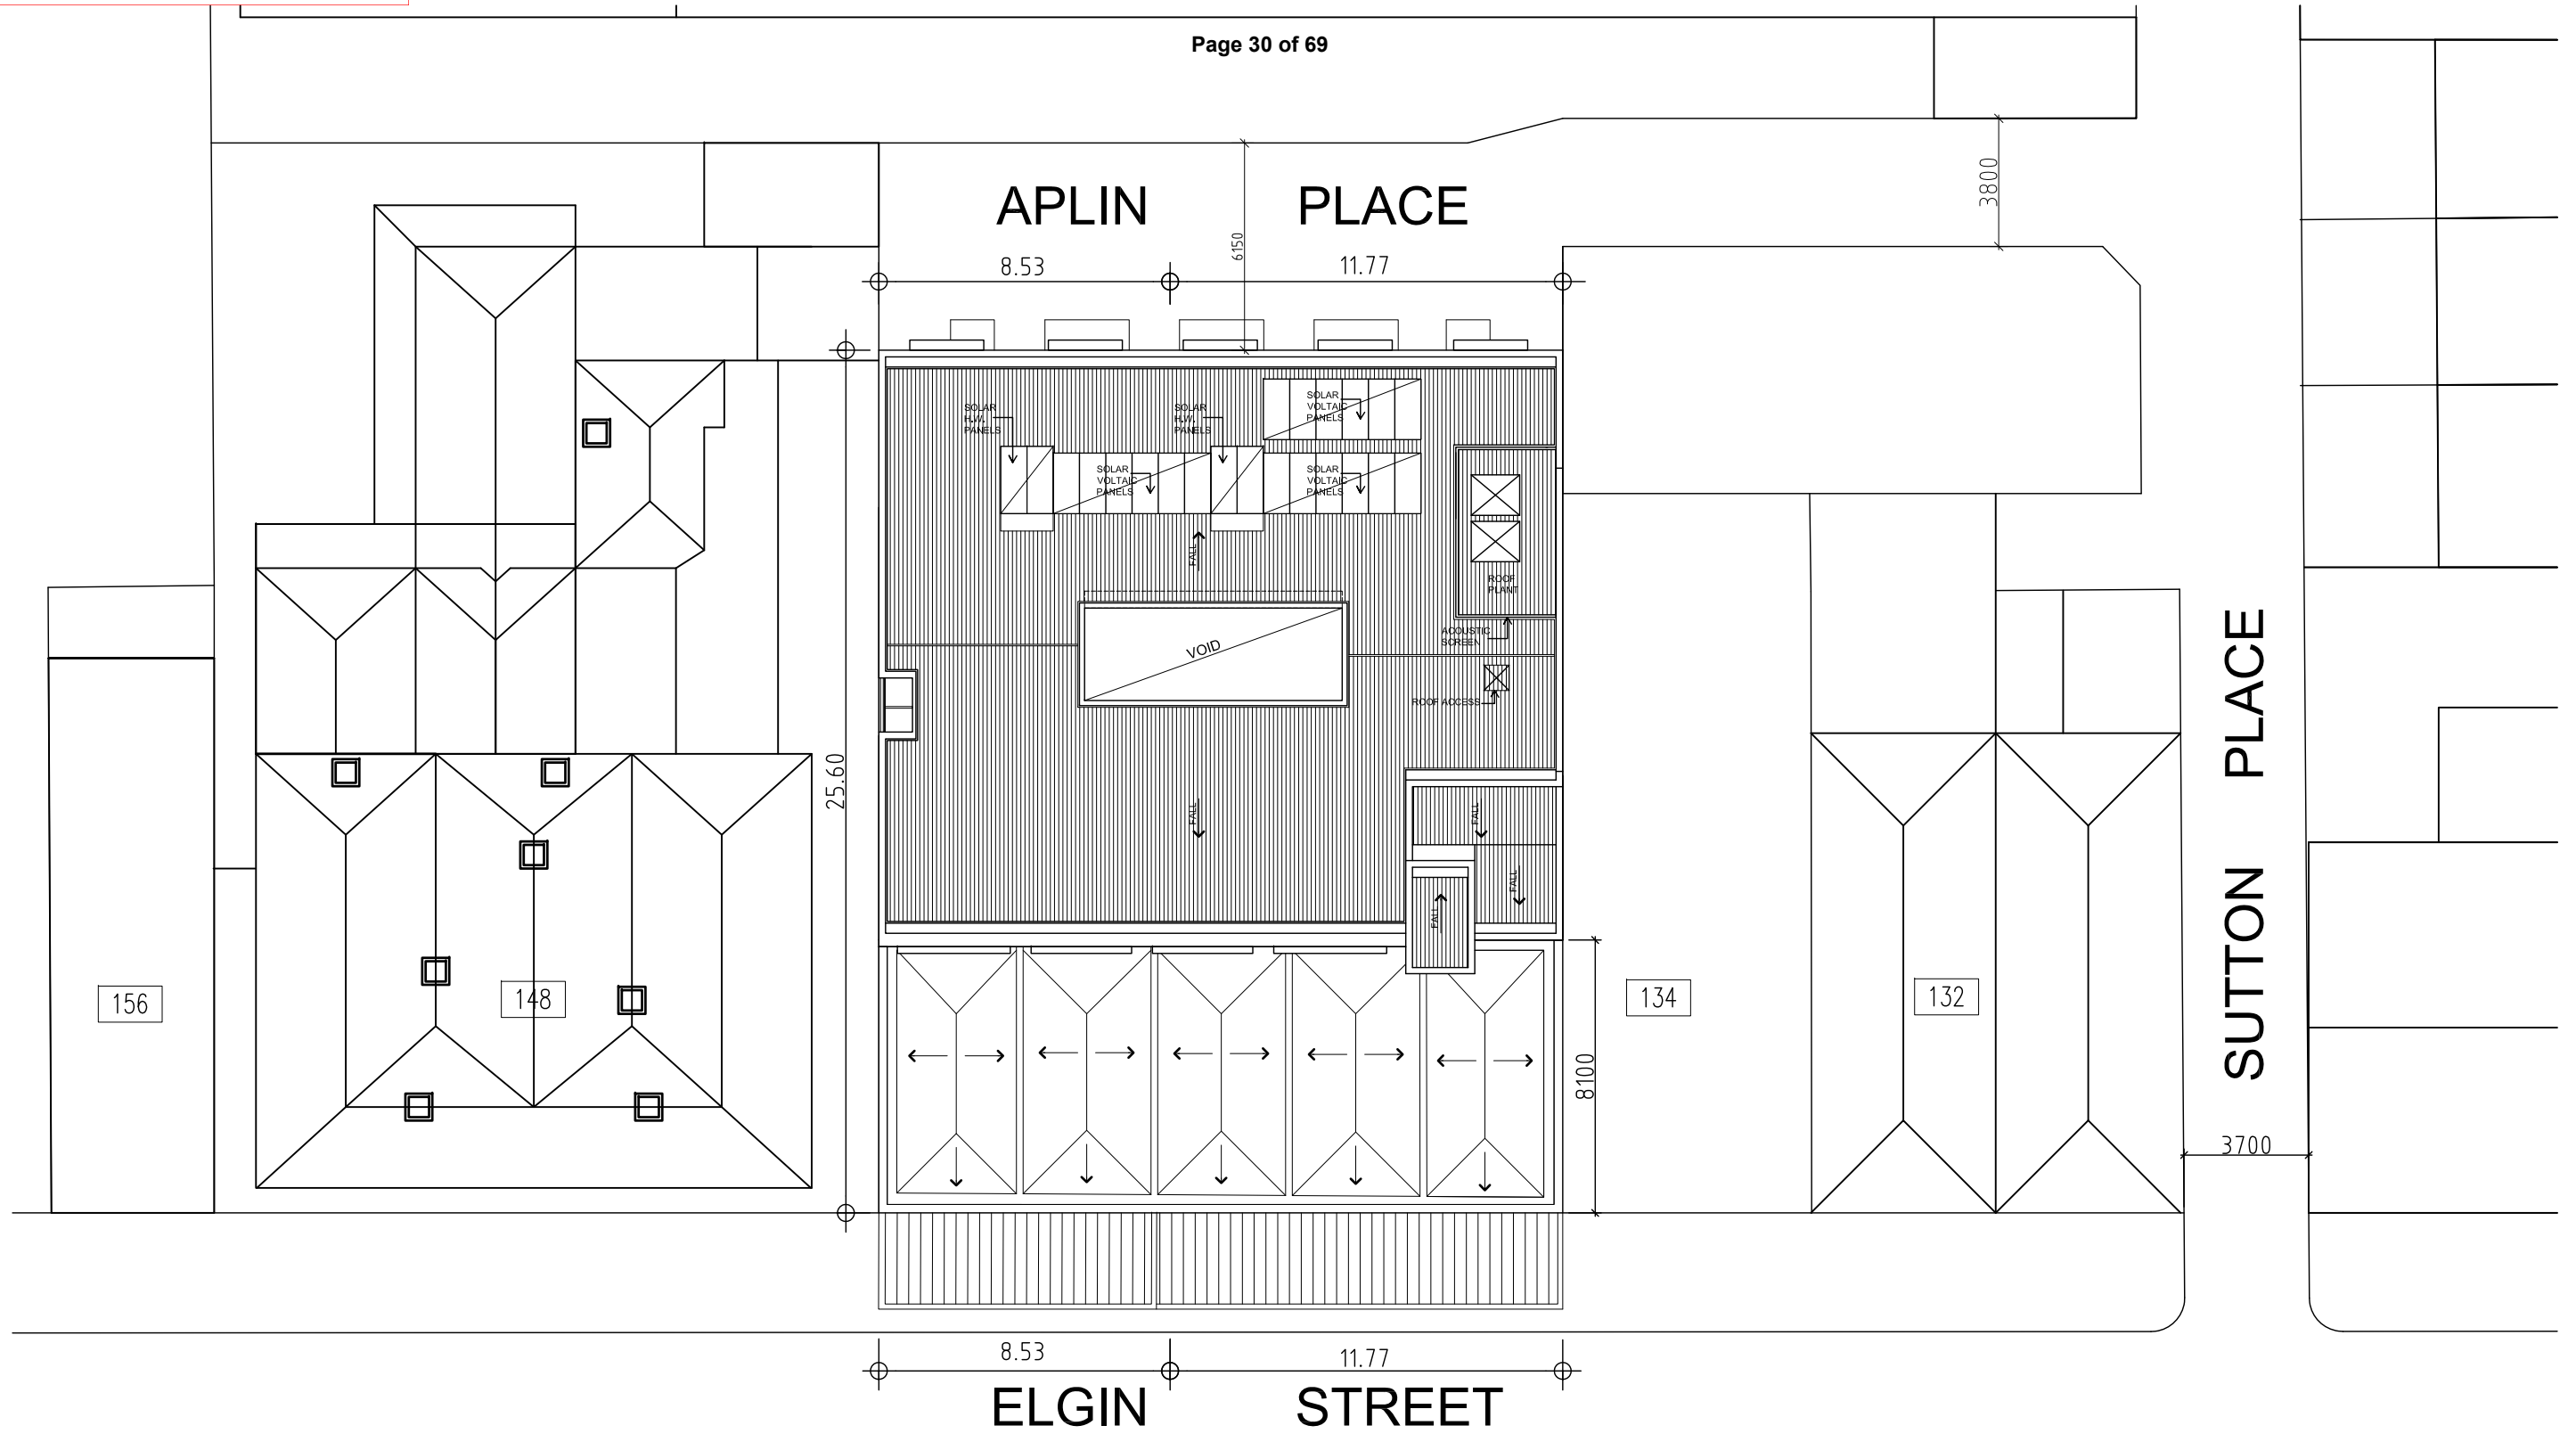 Page 30 of 69
APLIN PLACE
3800
6150
8.53 11.77
SOLAR
H.W.
PANELS
SOLAR
H.W.
PANELS
SOLAR
VOLTAIC
PANELS
SOLAR
VOLTAIC
PANELS
SOLAR
VOLTAIC
PANELS
FALL
ROOF
PLANT
ACOUSTIC
SCREEN
VOID
ROOF ACCESS
25.60
FALL
FALL
FALL
FALL
SUTTON PLACE
156
148
134
132
8100
3700
8.53 11.77
ELGIN STREET